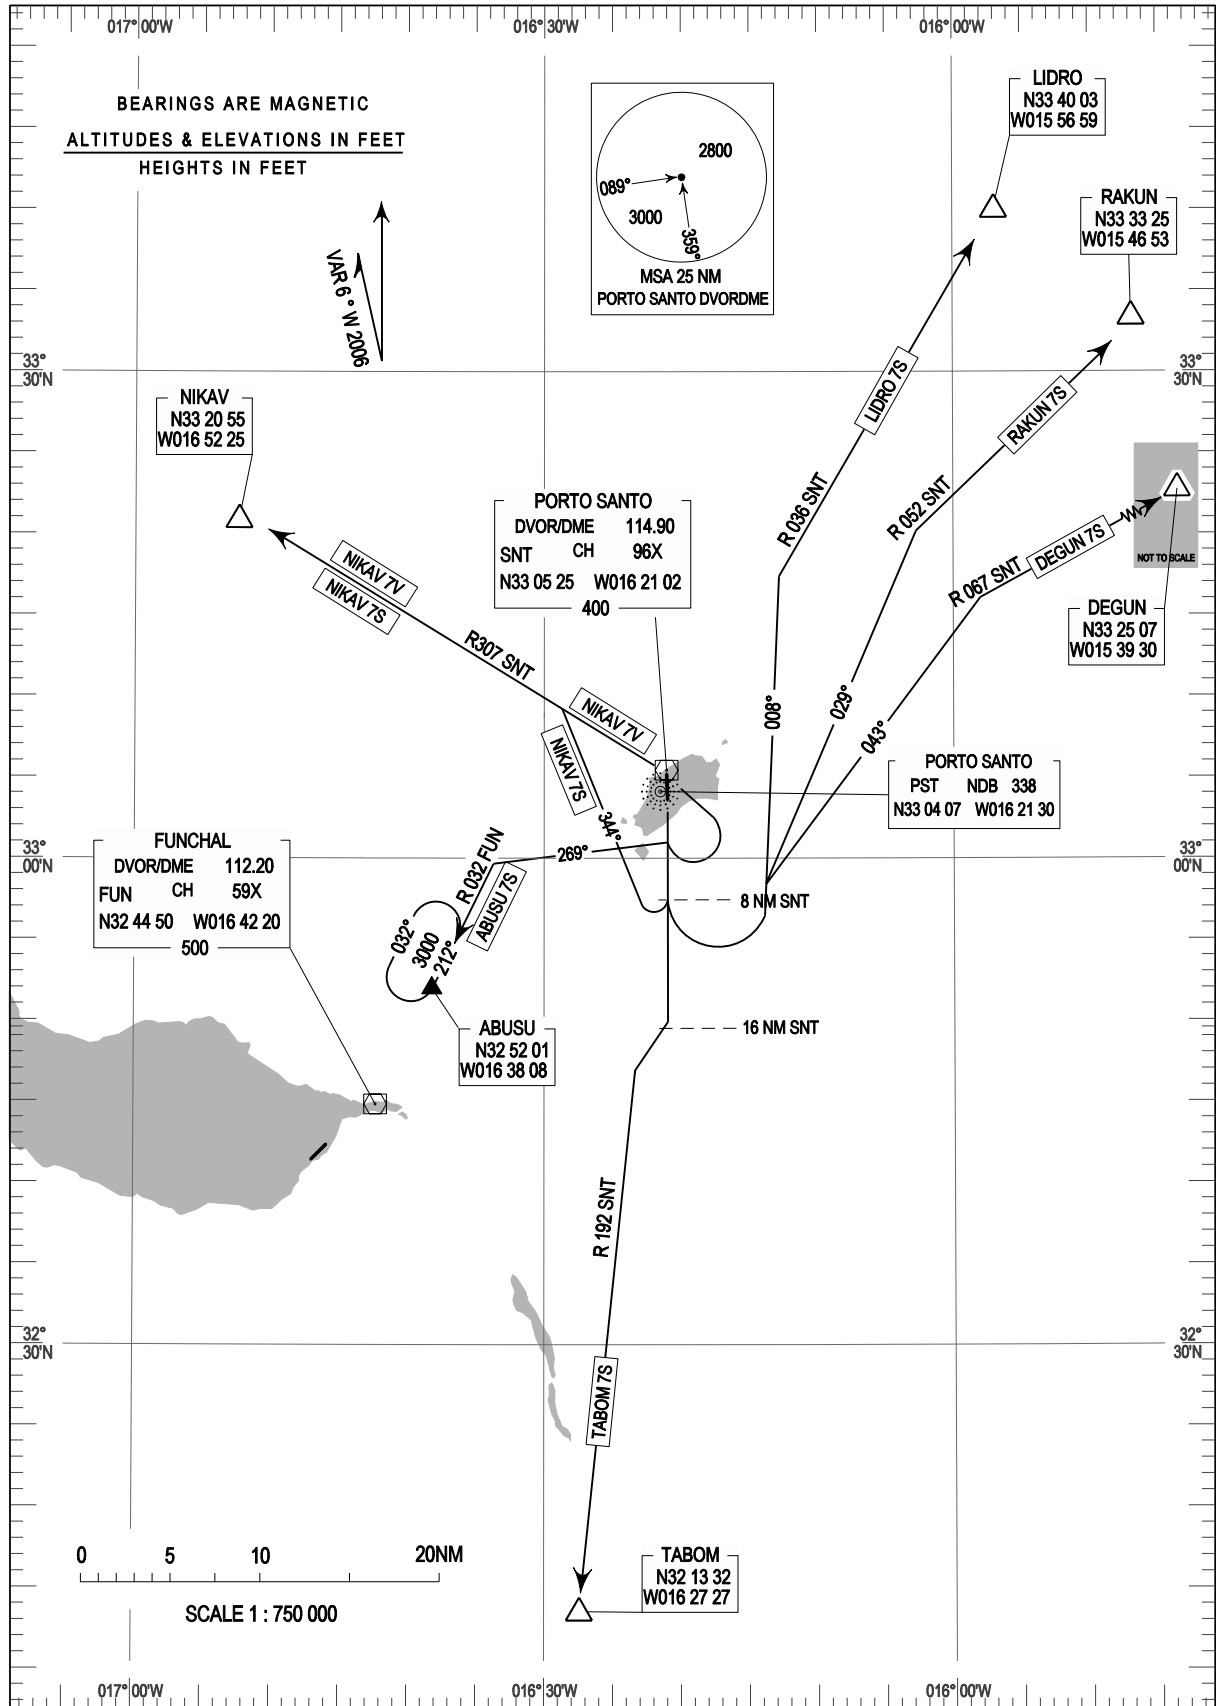 017° 00'W
016° 30'W
016° 00'W
BEARINGS ARE MAGNETIC
ALTITUDES & ELEVATIONS IN FEET
HEIGHTS IN FEET
VAR 6° W 2006
2800
089°
3000
359°
MSA 25 NM
PORTO SANTO DVORDME
LIDRO
N33 40 03
W015 56 59
RAKUN
N33 33 25
W015 46 53
33°
30'N
33°
30'N
NIKAV
N33 20 55
W016 52 25
LIDRO 7S
RAKUN 7S
R 036 SNT
R 052 SNT
R 067 SNT
DEGUN 7S
NOT TO SCALE
PORTO SANTO
DVOR/DME 114.90
SNT CH 96X
N33 05 25 W016 21 02
400
NIKAV 7V
NIKAV 7S
R307 SNT
DEGUN
N33 25 07
W015 39 30
NIKAV 7V
NIKAV 7S
008°
029°
043°
PORTO SANTO
PST NDB 338
N33 04 07 W016 21 30
344°
269°
33°
00'N
33°
00'N
FUNCHAL
DVOR/DME 112.20
FUN CH 59X
N32 44 50 W016 42 20
500
R 032 FUN
ABUSU 7S
8 NM SNT
032°
3000
212°
16 NM SNT
ABUSU
N32 52 01
W016 38 08
R 192 SNT
32°
30'N
32°
30'N
TABOM 7S
0 5 10 20NM
SCALE 1 : 750 000
TABOM
N32 13 32
W016 27 27
017° 00'W
016° 30'W
016° 00'W